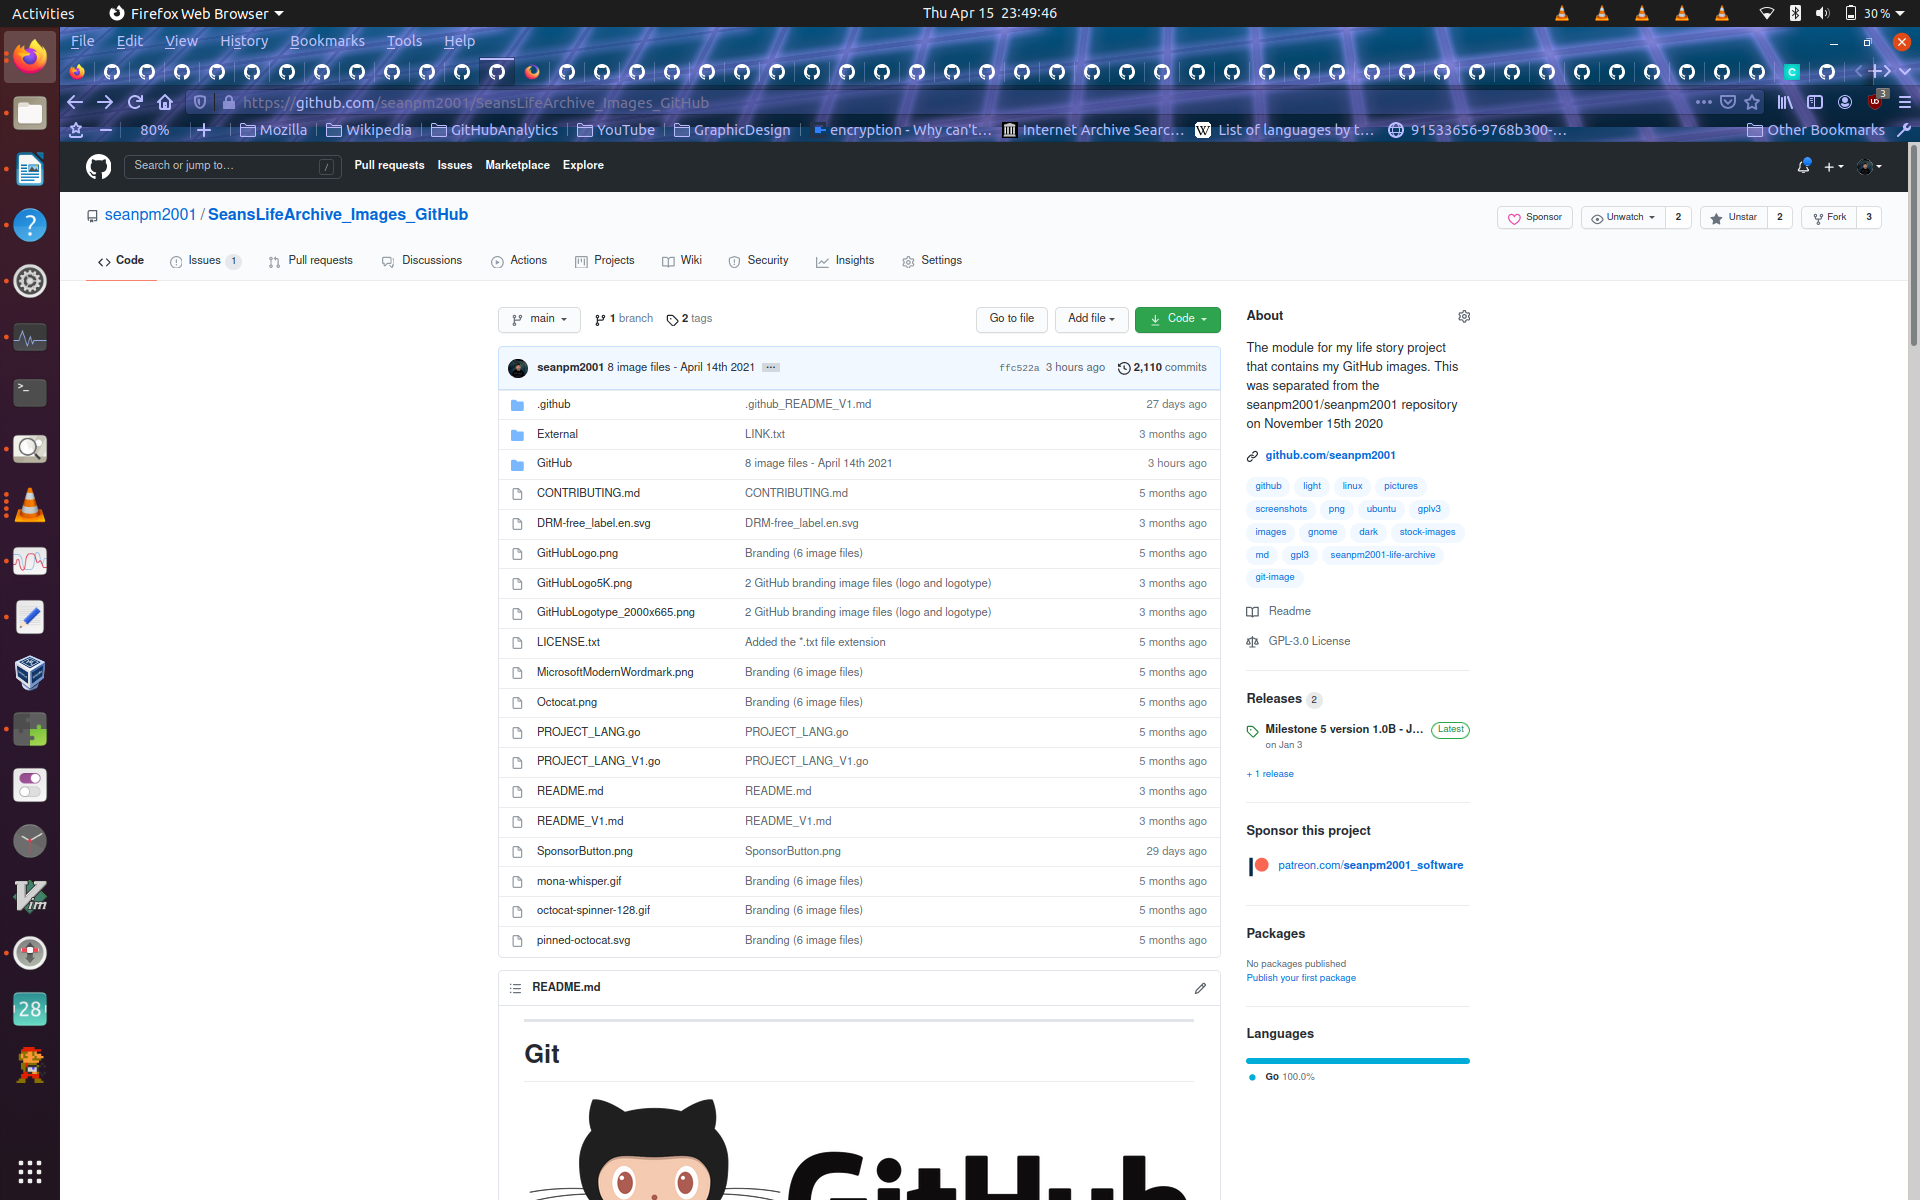 Activities Firefox Web Browser Thu Apr 15 23:49:46 30 %
File Edit View History Bookmarks Tools Help
https://github.com/seanpm2001/SeansLifeArchive_Images_GitHub 3
80% Mozilla Wikipedia GitHubAnalytics YouTube GraphicDesign encryption - Why can't… Internet Archive Searc… List of languages by t… 91533656-9768b300-… Other Bookmarks
Search or jump to… / Pull requests Issues Marketplace Explore
seanpm2001 / SeansLifeArchive_Images_GitHub Sponsor Unwatch 2 Unstar 2 Fork 3
Code Issues 1 Pull requests Discussions Actions Projects Wiki Security Insights Settings
main 1 branch 2 tags Go to file Add file Code
seanpm2001 8 image files - April 14th 2021 … ffc522a 3 hours ago 2,110 commits
.github .github_README_V1.md 27 days ago
External LINK.txt 3 months ago
GitHub 8 image files - April 14th 2021 3 hours ago
CONTRIBUTING.md CONTRIBUTING.md 5 months ago
DRM-free_label.en.svg DRM-free_label.en.svg 3 months ago
GitHubLogo.png Branding (6 image files) 5 months ago
GitHubLogo5K.png 2 GitHub branding image files (logo and logotype) 3 months ago
GitHubLogotype_2000x665.png 2 GitHub branding image files (logo and logotype) 3 months ago
LICENSE.txt Added the *.txt file extension 5 months ago
MicrosoftModernWordmark.png Branding (6 image files) 5 months ago
Octocat.png Branding (6 image files) 5 months ago
PROJECT_LANG.go PROJECT_LANG.go 5 months ago
PROJECT_LANG_V1.go PROJECT_LANG_V1.go 5 months ago
README.md README.md 3 months ago
README_V1.md README_V1.md 3 months ago
SponsorButton.png SponsorButton.png 29 days ago
mona-whisper.gif Branding (6 image files) 5 months ago
octocat-spinner-128.gif Branding (6 image files) 5 months ago
pinned-octocat.svg Branding (6 image files) 5 months ago
README.md
Git
GitHub
About
The module for my life story project
that contains my GitHub images. This
was separated from the
seanpm2001/seanpm2001 repository
on November 15th 2020
github.com/seanpm2001
github light linux pictures
screenshots png ubuntu gplv3
images gnome dark stock-images
md gpl3 seanpm2001-life-archive
git-image
Readme
GPL-3.0 License
Releases 2
Milestone 5 version 1.0B - J… Latest
on Jan 3
+ 1 release
Sponsor this project
patreon.com/seanpm2001_software
Packages
No packages published
Publish your first package
Languages
Go 100.0%
28